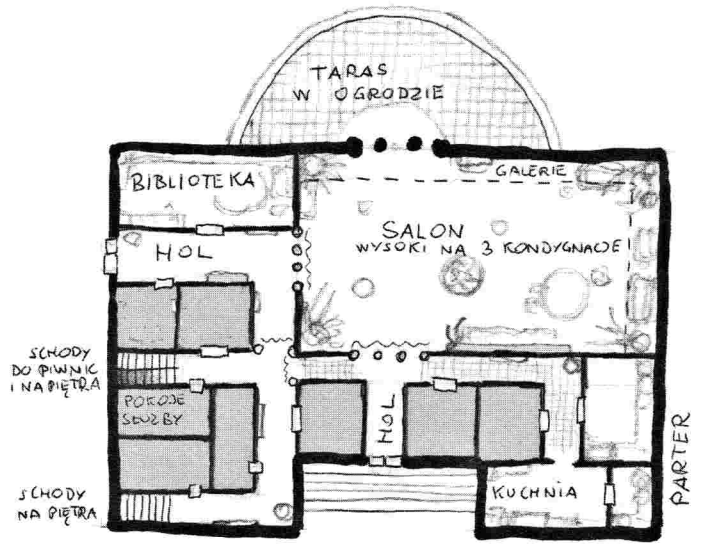 TARAS
W OGRODZIE
GALERIE
BIBLIOTEKA
SALON
WYSOKI NA 3 KONDYGNACJE
HOL
SCHODY
DO PIWNIC
I NA PIĘTRA
POKOJE
SŁUŻBY
HOL
KUCHNIA
SCHODY
NA PIĘTRA
PARTER